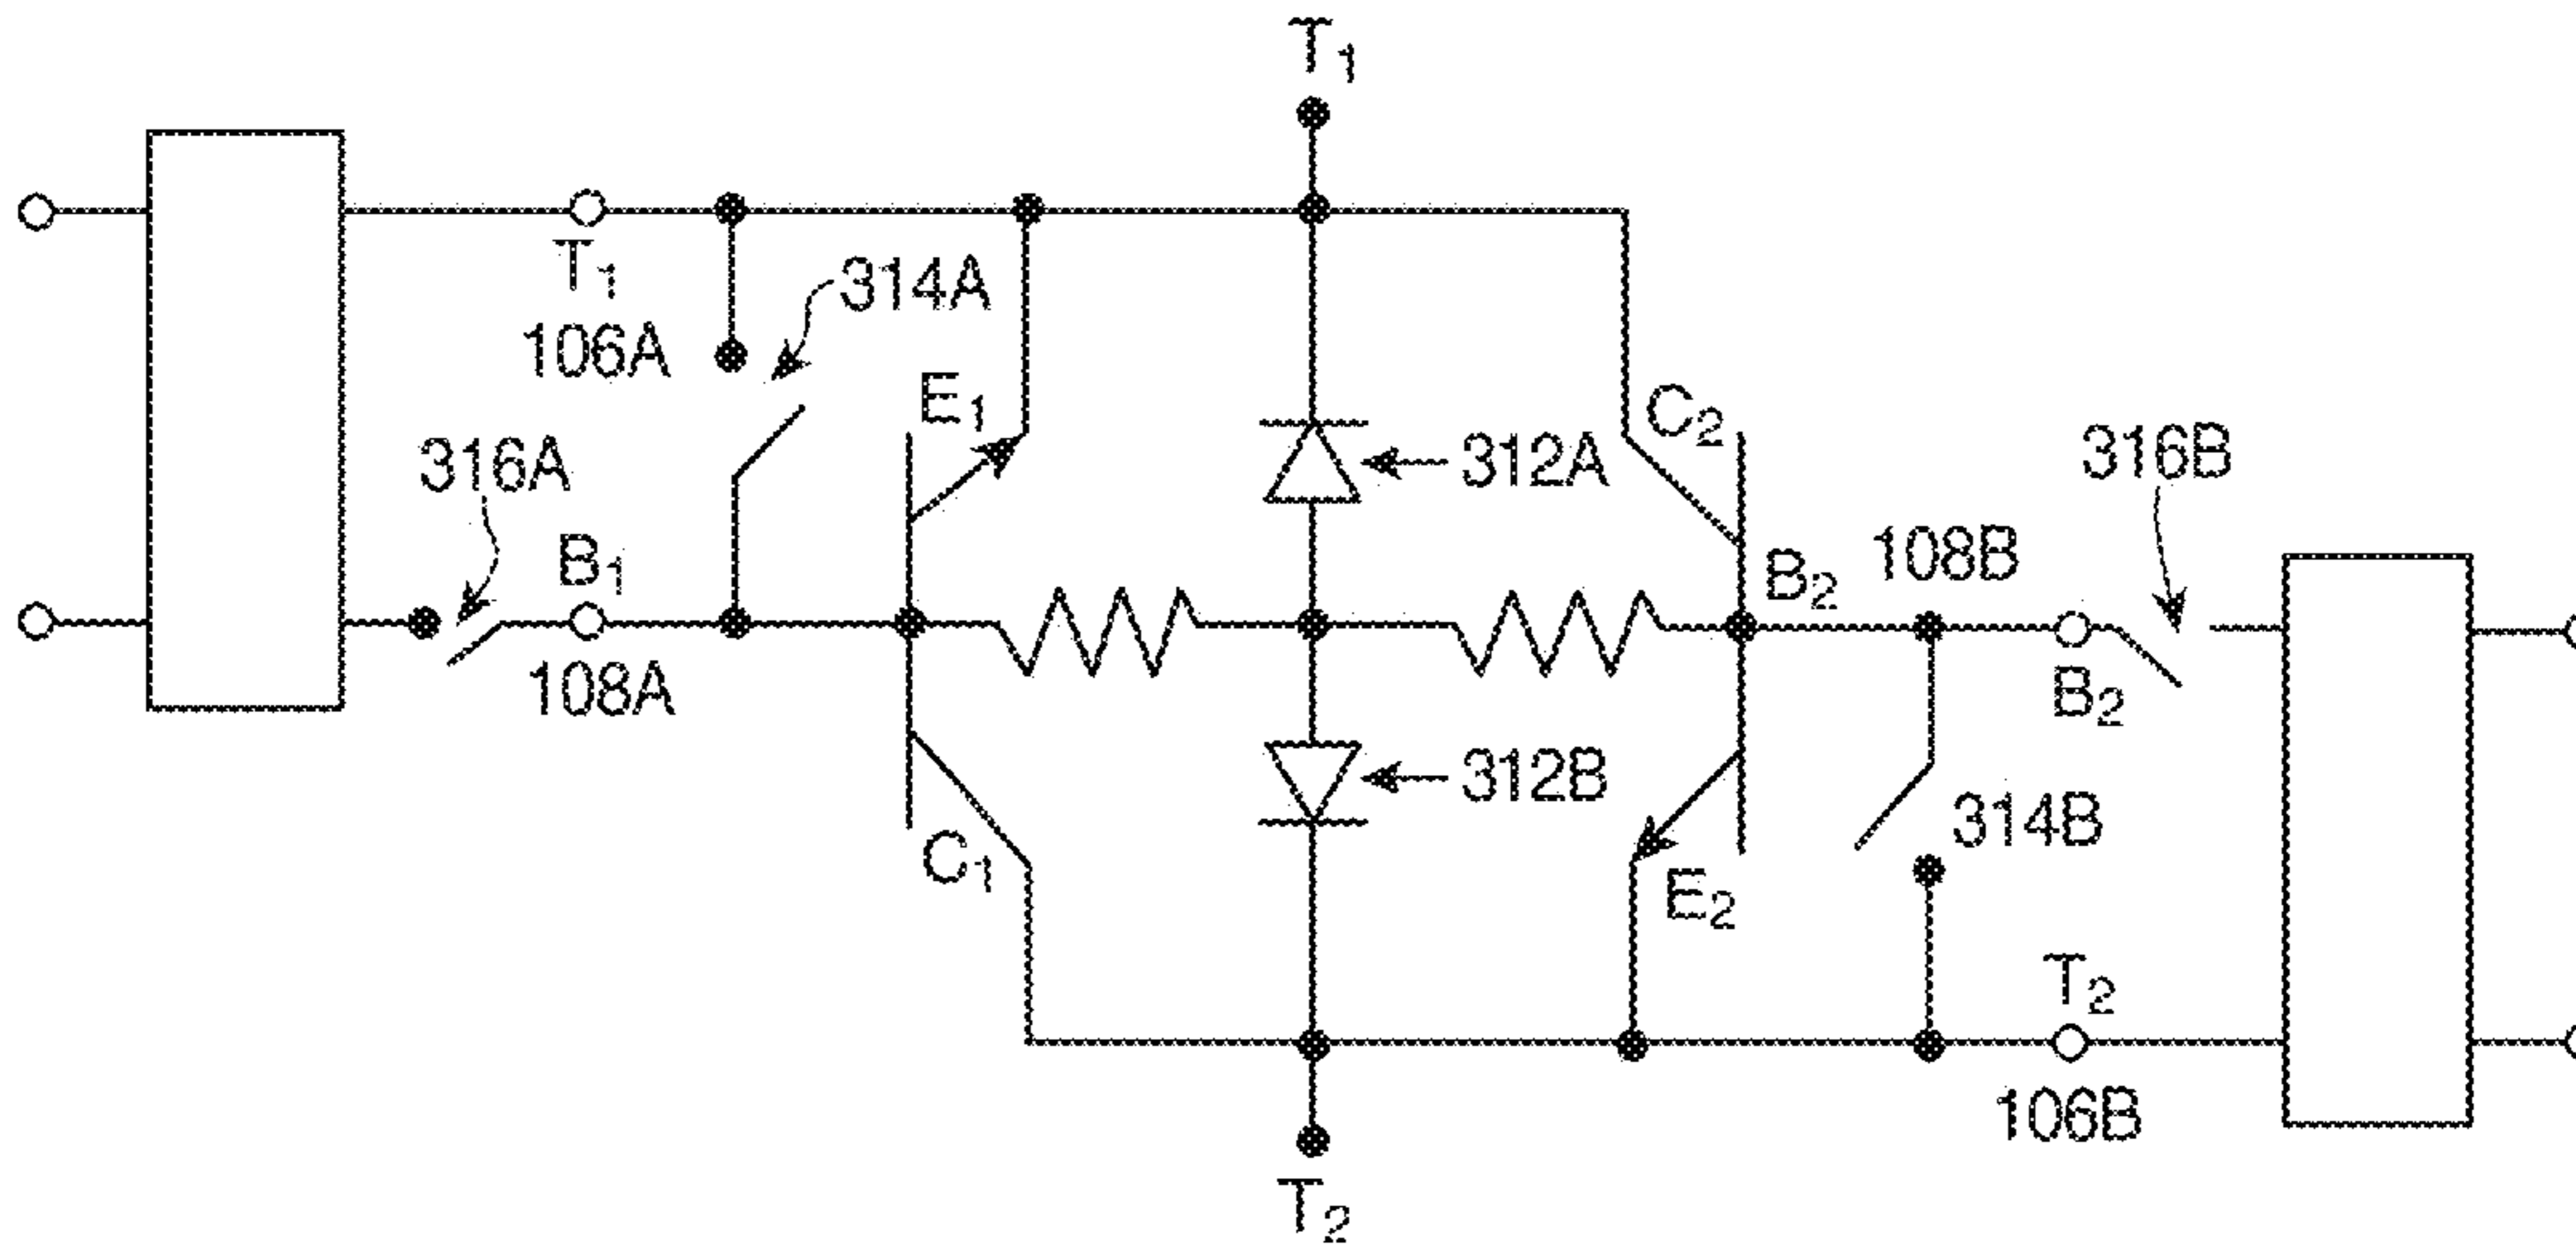 T₁
T₁
106A
314A
E₁
C₂
316A
312A
316B
B₁
108B
B₂
108A
B₂
312B
314B
C₁
E₂
T₂
106B
T₂